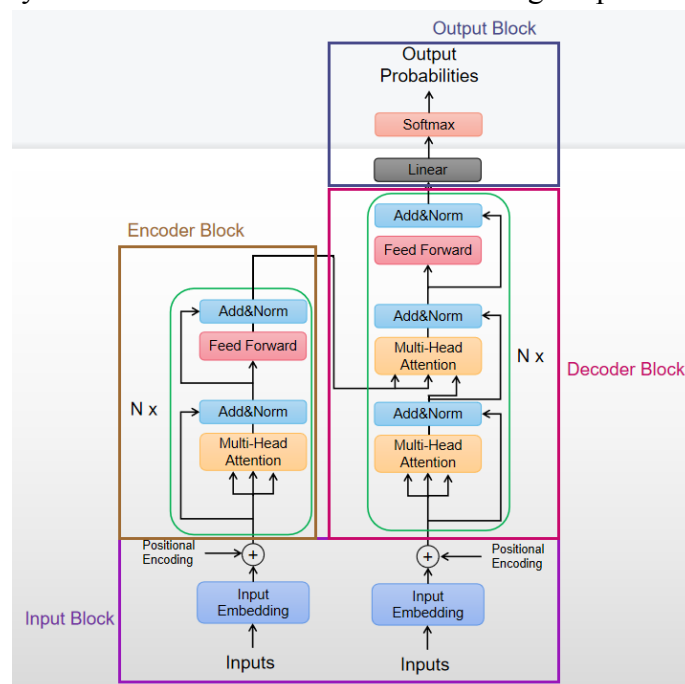 Output Block
Output
Probabilities
Softmax
Linear
Encoder Block
Add&Norm
Feed Forward
Add&Norm
Multi-Head
Attention
N x
Decoder Block
Add&Norm
Multi-Head
Attention
Add&Norm
Feed Forward
N x
Add&Norm
Multi-Head
Attention
Positional
Encoding
+
+
Positional
Encoding
Input Block
Input
Embedding
Input
Embedding
Inputs
Inputs